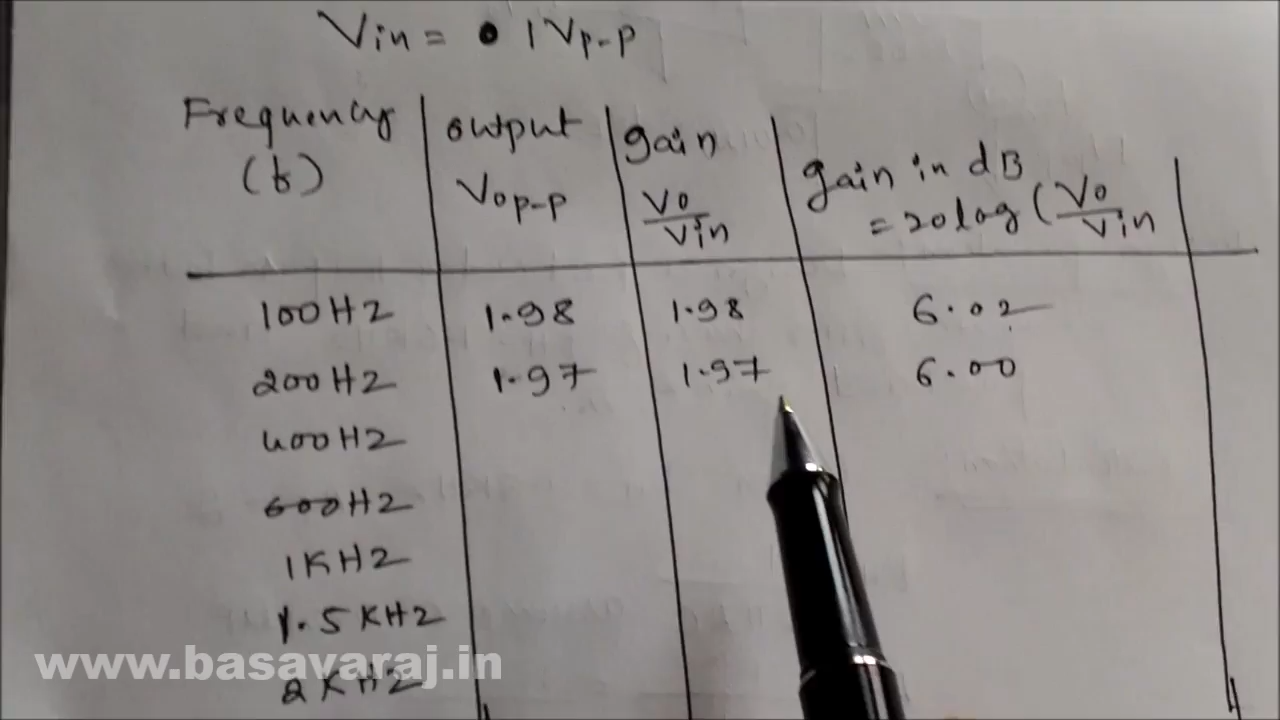 Vin = 1Vp-p
Frequency (f) | output Vop-p | gain Vo/Vin | gain in dB = 20log (Vo/Vin
100HZ 1.98 1.98 6.02
200HZ 1.97 1.97 6.00
400HZ
600HZ
1KHZ
1.5KHZ
2KHZ
www.basavaraj.in